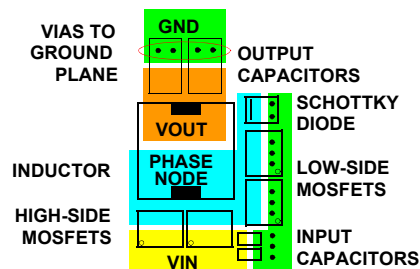 GND
VIAS TO
GROUND
PLANE
OUTPUT
CAPACITORS
VOUT
SCHOTTKY
DIODE
INDUCTOR
PHASE
NODE
LOW-SIDE
MOSFETS
HIGH-SIDE
MOSFETS
VIN
INPUT
CAPACITORS